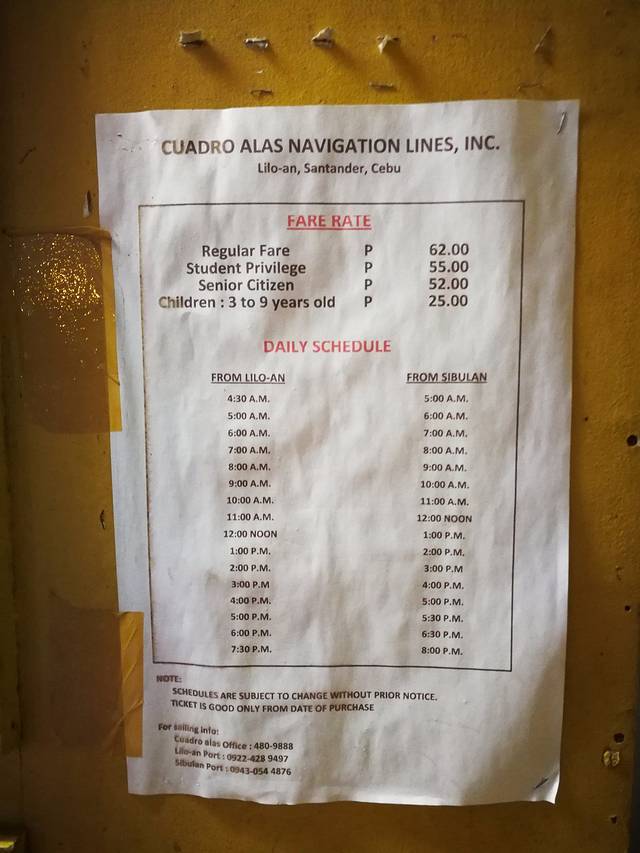 CUADRO ALAS NAVIGATION LINES, INC.
Lilo-an, Santander, Cebu
FARE RATE
Regular Fare P 62.00
Student Privilege P 55.00
Senior Citizen P 52.00
Children : 3 to 9 years old P 25.00
DAILY SCHEDULE
FROM LILO-AN FROM SIBULAN
4:30 A.M. 5:00 A.M.
5:00 A.M. 6:00 A.M.
6:00 A.M. 7:00 A.M.
7:00 A.M. 8:00 A.M.
8:00 A.M. 9:00 A.M.
9:00 A.M. 10:00 A.M.
10:00 A.M. 11:00 A.M.
11:00 A.M. 12:00 NOON
12:00 NOON 1:00 P.M.
1:00 P.M. 2:00 P.M.
2:00 P.M. 3:00 P.M
3:00 P.M 4:00 P.M.
4:00 P.M. 5:00 P.M.
5:00 P.M. 5:30 P.M.
6:00 P.M. 6:30 P.M.
7:30 P.M. 8:00 P.M.
NOTE:
SCHEDULES ARE SUBJECT TO CHANGE WITHOUT PRIOR NOTICE.
TICKET IS GOOD ONLY FROM DATE OF PURCHASE
For sailing info:
Cuadro alas Office : 480-9888
Lilo-an Port : 0922-428 9497
Sibulan Port : 0943-054 4876